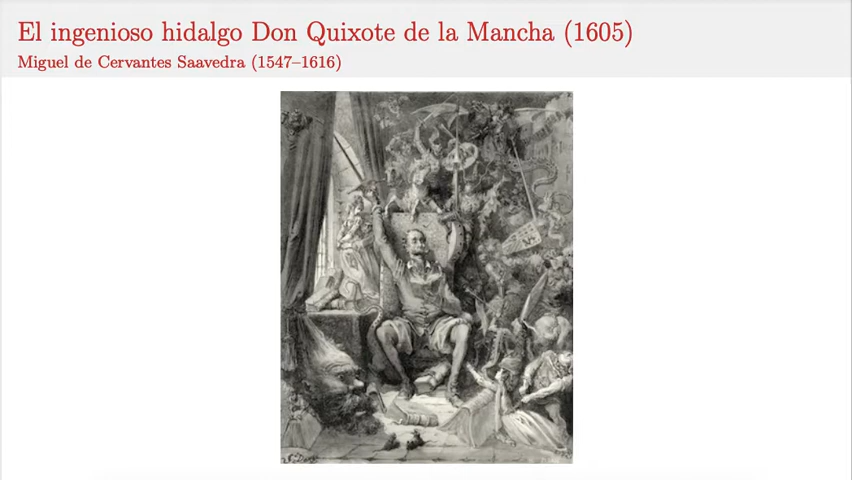 El ingenioso hidalgo Don Quixote de la Mancha (1605)
Miguel de Cervantes Saavedra (1547–1616)